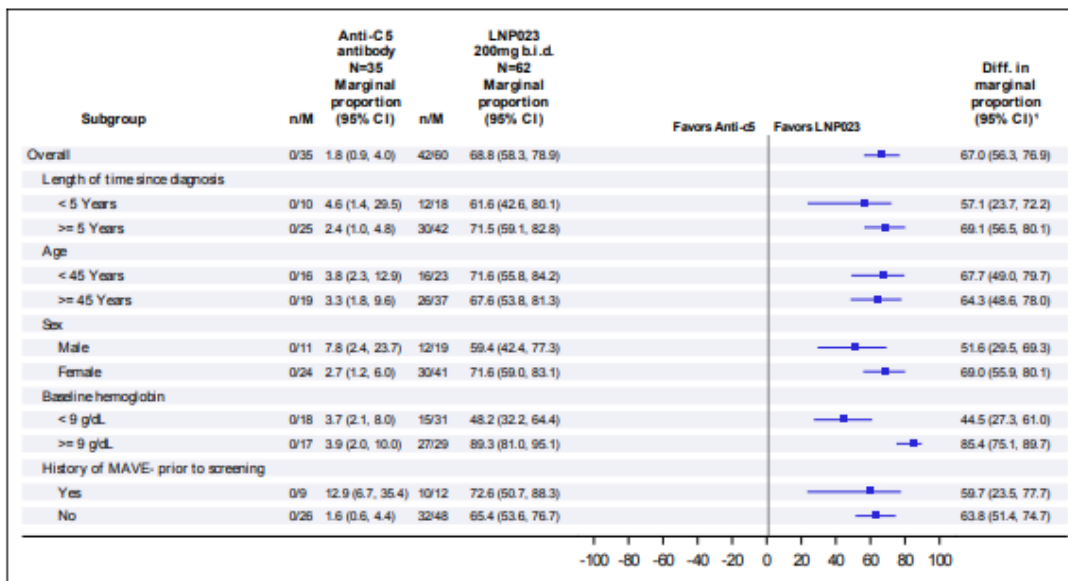 Anti-C5 antibody N=35 Marginal proportion (95% CI)
LNP023 200mg b.i.d. N=62 Marginal proportion (95% CI)
Diff. in marginal proportion (95% CI)¹
Subgroup n/M n/M
Favors Anti-c5 Favors LNP023
Overall 0/35 1.8 (0.9, 4.0) 42/60 68.8 (58.3, 78.9) 67.0 (56.3, 76.9)
Length of time since diagnosis
< 5 Years 0/10 4.6 (1.4, 29.5) 12/18 61.6 (42.6, 80.1) 57.1 (23.7, 72.2)
>= 5 Years 0/25 2.4 (1.0, 4.8) 30/42 71.5 (59.1, 82.8) 69.1 (56.5, 80.1)
Age
< 45 Years 0/16 3.8 (2.3, 12.9) 16/23 71.6 (55.8, 84.2) 67.7 (49.0, 79.7)
>= 45 Years 0/19 3.3 (1.8, 9.6) 26/37 67.6 (53.8, 81.3) 64.3 (48.6, 78.0)
Sex
Male 0/11 7.8 (2.4, 23.7) 12/19 59.4 (42.4, 77.3) 51.6 (29.5, 69.3)
Female 0/24 2.7 (1.2, 6.0) 30/41 71.6 (59.0, 83.1) 69.0 (55.9, 80.1)
Baseline hemoglobin
< 9 g/dL 0/18 3.7 (2.1, 8.0) 15/31 48.2 (32.2, 64.4) 44.5 (27.3, 61.0)
>= 9 g/dL 0/17 3.9 (2.0, 10.0) 27/29 89.3 (81.0, 95.1) 85.4 (75.1, 89.7)
History of MAVE- prior to screening
Yes 0/9 12.9 (6.7, 35.4) 10/12 72.6 (50.7, 88.3) 59.7 (23.5, 77.7)
No 0/26 1.6 (0.6, 4.4) 32/48 65.4 (53.6, 76.7) 63.8 (51.4, 74.7)
-100 -80 -60 -40 -20 0 20 40 60 80 100